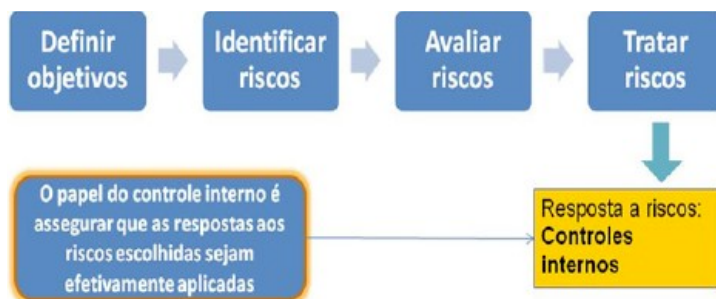 Definir
objetivos
Identificar
riscos
Avaliar
riscos
Tratar
riscos
O papel do controle interno é
assegurar que as respostas aos
riscos escolhidas sejam
efetivamente aplicadas
Resposta a riscos:
Controles
internos